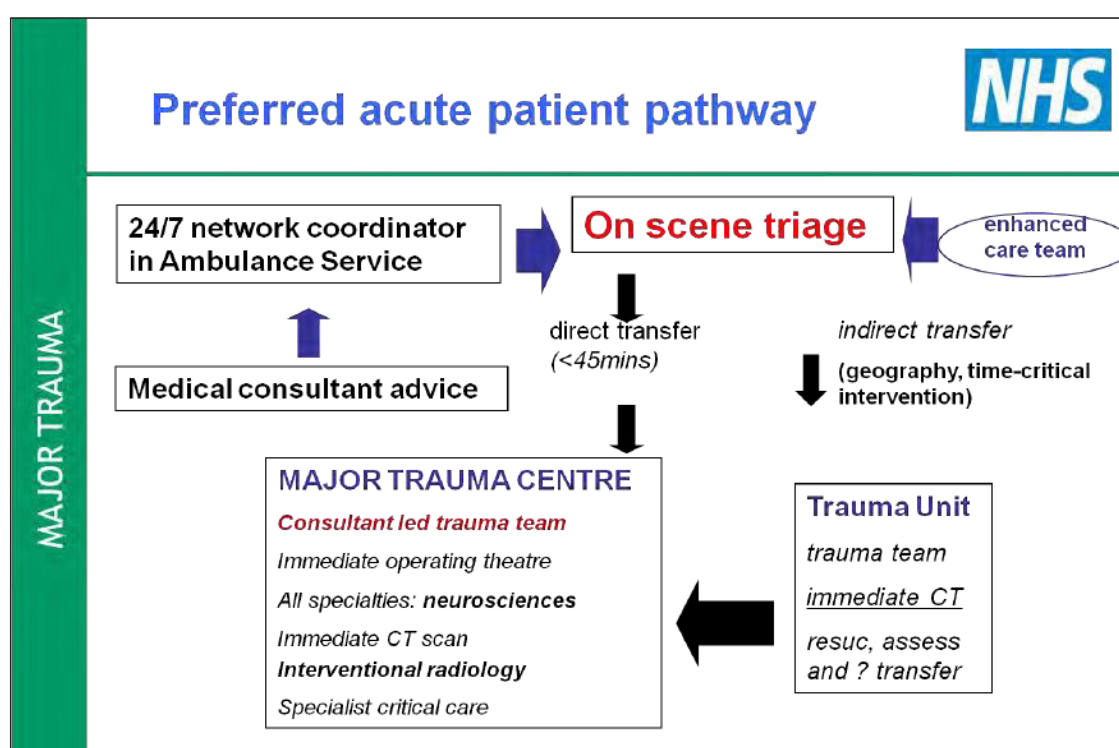 MAJOR TRAUMA
Preferred acute patient pathway
NHS
24/7 network coordinator
in Ambulance Service
On scene triage
enhanced
care team
Medical consultant advice
direct transfer
(<45mins)
indirect transfer
(geography, time-critical
intervention)
MAJOR TRAUMA CENTRE
Consultant led trauma team
Immediate operating theatre
All specialties: neurosciences
Immediate CT scan
Interventional radiology
Specialist critical care
Trauma Unit
trauma team
immediate CT
resuc, assess
and ? transfer